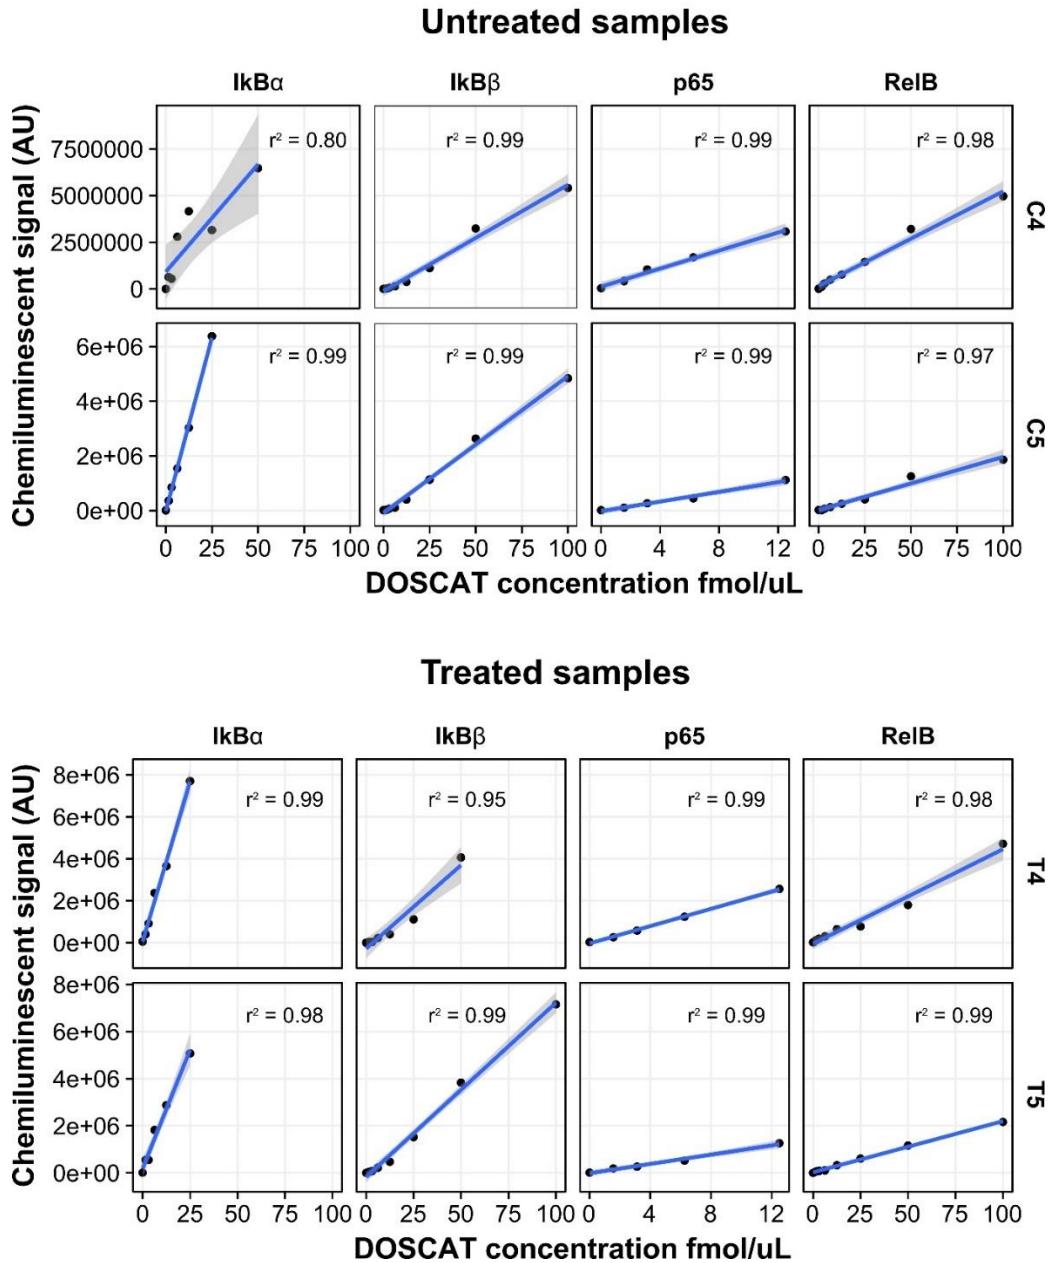 Untreated samples
IkBα IkBβ p65 RelB
Chemiluminescent signal (AU)
7500000
5000000
2500000
0
r² = 0.80 r² = 0.99 r² = 0.99 r² = 0.98
C4
6e+06
4e+06
2e+06
0e+00
r² = 0.99 r² = 0.99 r² = 0.99 r² = 0.97
C5
0 25 50 75 100 0 25 50 75 100 0 4 8 12 0 25 50 75 100
DOSCAT concentration fmol/uL
Treated samples
IkBα IkBβ p65 RelB
Chemiluminescent signal (AU)
8e+06
6e+06
4e+06
2e+06
0e+00
r² = 0.99 r² = 0.95 r² = 0.99 r² = 0.98
T4
8e+06
6e+06
4e+06
2e+06
0e+00
r² = 0.98 r² = 0.99 r² = 0.99 r² = 0.99
T5
0 25 50 75 100 0 25 50 75 100 0 4 8 12 0 25 50 75 100
DOSCAT concentration fmol/uL